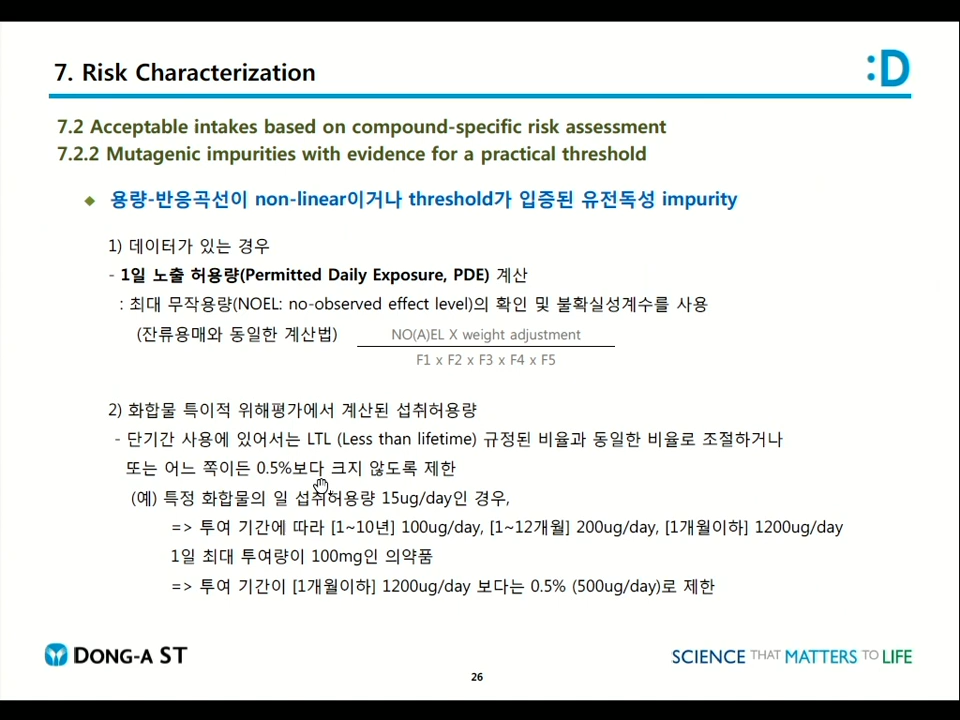 7. Risk Characterization
:D
7.2 Acceptable intakes based on compound-specific risk assessment
7.2.2 Mutagenic impurities with evidence for a practical threshold
◆ 용량-반응곡선이 non-linear이거나 threshold가 입증된 유전독성 impurity
1) 데이터가 있는 경우
- 1일 노출 허용량(Permitted Daily Exposure, PDE) 계산
: 최대 무작용량(NOEL: no-observed effect level)의 확인 및 불확실성계수를 사용
(잔류용매와 동일한 계산법)
NO(A)EL X weight adjustment
F1 x F2 x F3 x F4 x F5
2) 화합물 특이적 위해평가에서 계산된 섭취허용량
- 단기간 사용에 있어서는 LTL (Less than lifetime) 규정된 비율과 동일한 비율로 조절하거나
또는 어느 쪽이든 0.5%보다 크지 않도록 제한
(예) 특정 화합물의 일 섭취허용량 15ug/day인 경우,
=> 투여 기간에 따라 [1~10년] 100ug/day, [1~12개월] 200ug/day, [1개월이하] 1200ug/day
1일 최대 투여량이 100mg인 의약품
=> 투여 기간이 [1개월이하] 1200ug/day 보다는 0.5% (500ug/day)로 제한
DONG-A ST
SCIENCE THAT MATTERS TO LIFE
26